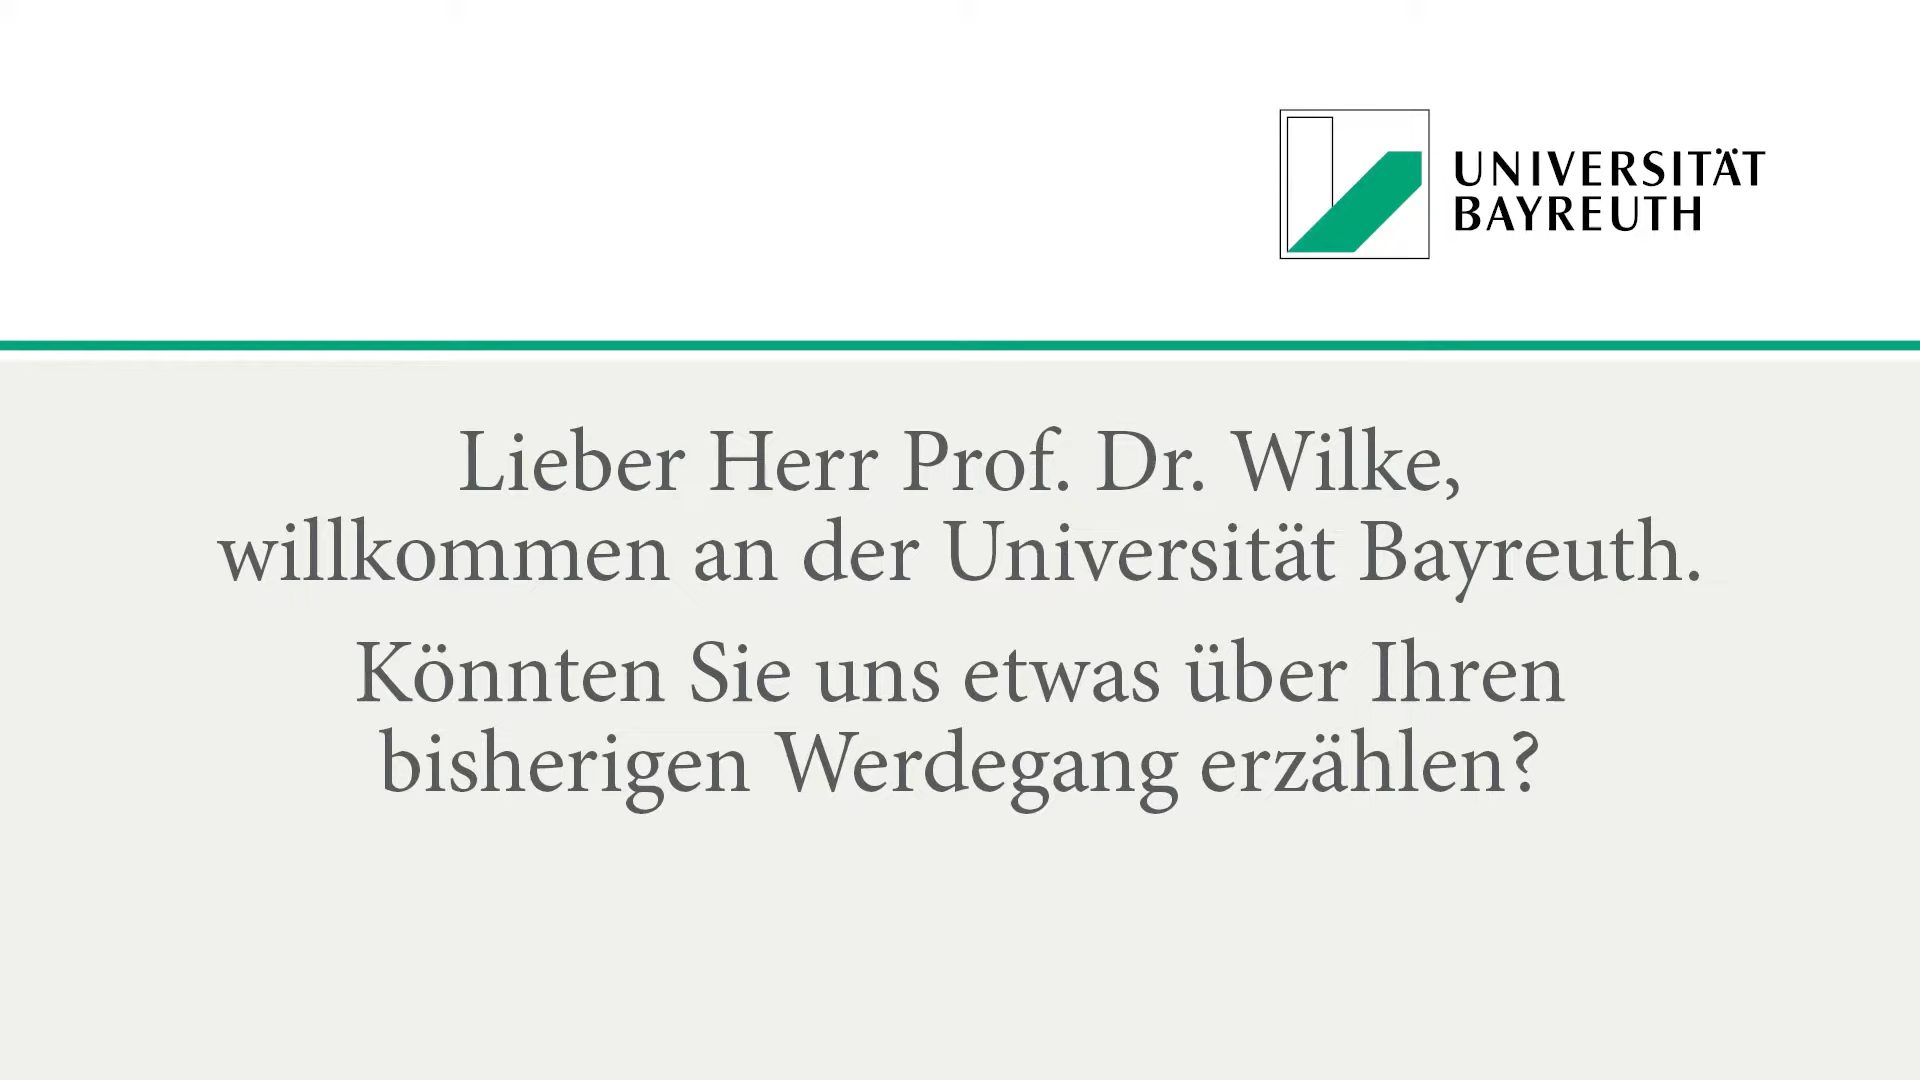 UNIVERSITÄT
BAYREUTH
Lieber Herr Prof. Dr. Wilke,
willkommen an der Universität Bayreuth.
Könnten Sie uns etwas über Ihren
bisherigen Werdegang erzählen?